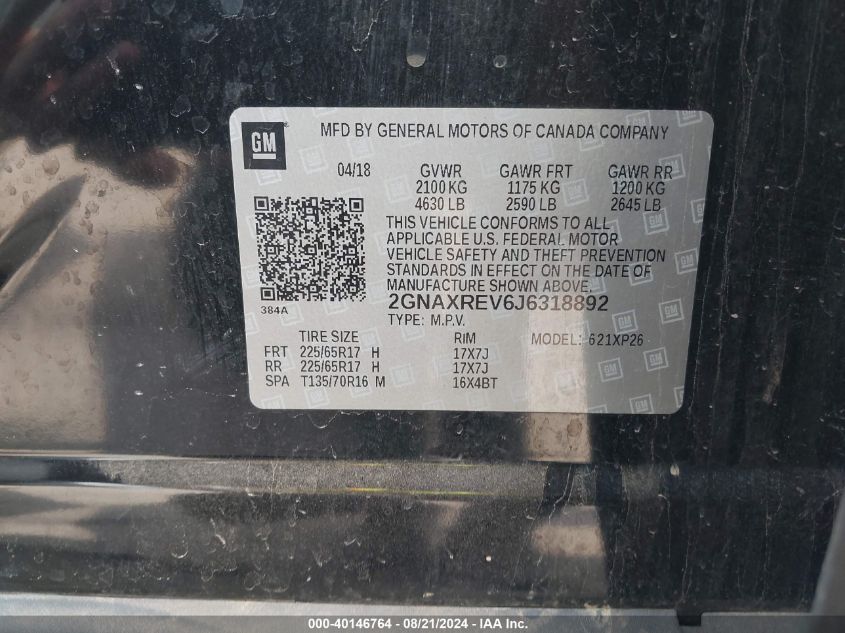 GM
MFD BY GENERAL MOTORS OF CANADA COMPANY
04/18 GVWR GAWR FRT GAWR RR
2100 KG 1175 KG 1200 KG
4630 LB 2590 LB 2645 LB
THIS VEHICLE CONFORMS TO ALL
APPLICABLE U.S. FEDERAL MOTOR
VEHICLE SAFETY AND THEFT PREVENTION
STANDARDS IN EFFECT ON THE DATE OF
MANUFACTURE SHOWN ABOVE.
384A
2GNAXREV6J6318892
TYPE: M.P.V.
TIRE SIZE RIM MODEL: 621XP26
FRT 225/65R17 H 17X7J
RR 225/65R17 H 17X7J
SPA T135/70R16 M 16X4BT
000-40146764 - 08/21/2024 - IAAI.com